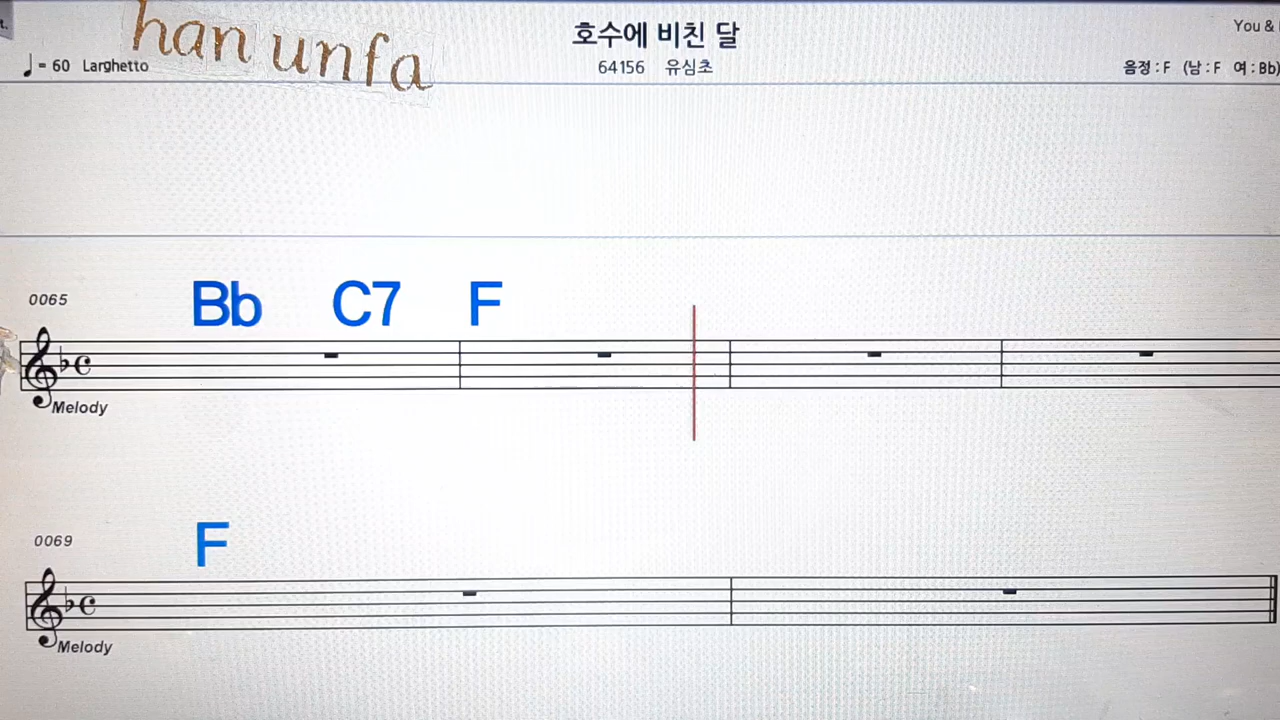 t.
han unfa
호수에 비친 달
You &
♩= 60 Larghetto
64156 유심초
음정 : F (남 : F 여 : Bb)
Bb C7 F
0065
Melody
F
0069
Melody